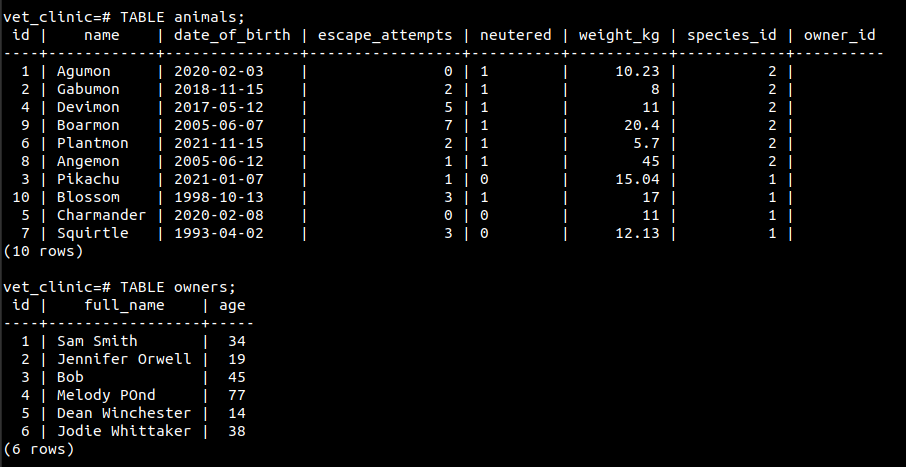 vet_clinic=# TABLE animals;
 id |    name    | date_of_birth | escape_attempts | neutered | weight_kg | species_id | owner_id
----+------------+---------------+-----------------+----------+-----------+------------+----------
  1 | Agumon     | 2020-02-03    |               0 | 1        |     10.23 |          2 |
  2 | Gabumon    | 2018-11-15    |               2 | 1        |         8 |          2 |
  4 | Devimon    | 2017-05-12    |               5 | 1        |        11 |          2 |
  9 | Boarmon    | 2005-06-07    |               7 | 1        |      20.4 |          2 |
  6 | Plantmon   | 2021-11-15    |               2 | 1        |       5.7 |          2 |
  8 | Angemon    | 2005-06-12    |               1 | 1        |        45 |          2 |
  3 | Pikachu    | 2021-01-07    |               1 | 0        |     15.04 |          1 |
 10 | Blossom    | 1998-10-13    |               3 | 1        |        17 |          1 |
  5 | Charmander | 2020-02-08    |               0 | 0        |        11 |          1 |
  7 | Squirtle   | 1993-04-02    |               3 | 0        |     12.13 |          1 |
(10 rows)

vet_clinic=# TABLE owners;
 id |    full_name    | age
----+-----------------+-----
  1 | Sam Smith       |  34
  2 | Jennifer Orwell |  19
  3 | Bob             |  45
  4 | Melody POnd     |  77
  5 | Dean Winchester |  14
  6 | Jodie Whittaker |  38
(6 rows)